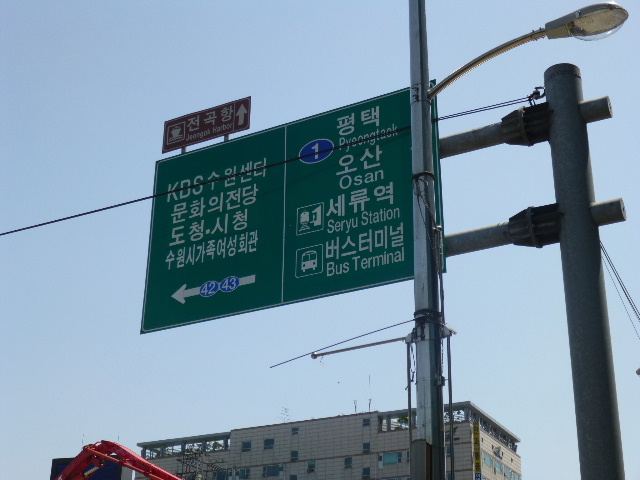 전곡항
Jeongok Harbor
KBS수원센터
문화의전당
도청·시청
수원시가족여성회관
42 43
1
평택
Pyeongtaek
오산
Osan
세류역
Seryu Station
버스터미널
Bus Terminal